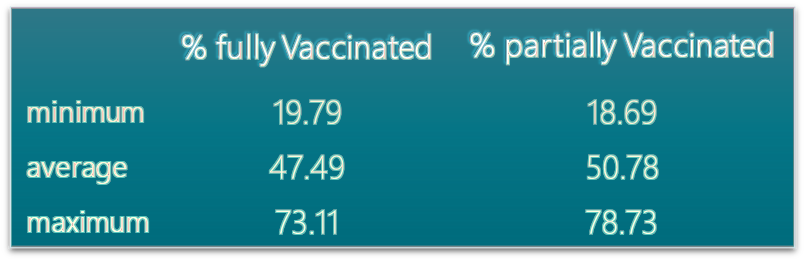 % fully Vaccinated % partially Vaccinated
minimum 19.79 18.69
average 47.49 50.78
maximum 73.11 78.73